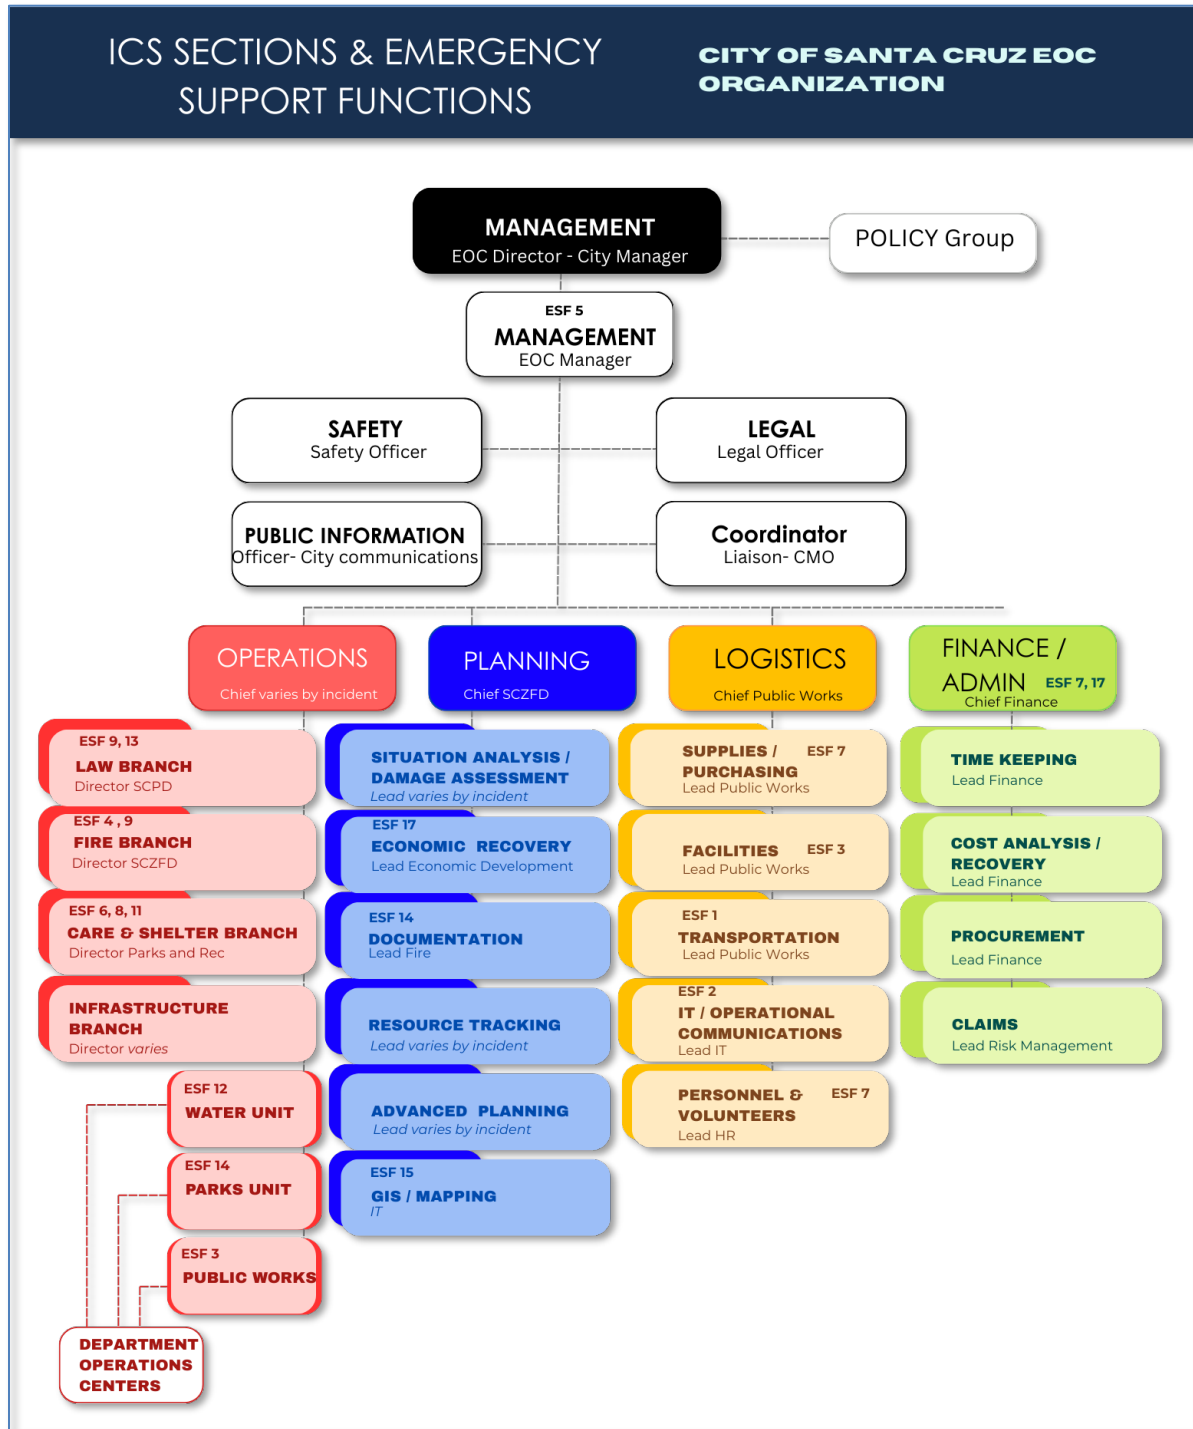 ICS SECTIONS & EMERGENCY
SUPPORT FUNCTIONS
CITY OF SANTA CRUZ EOC
ORGANIZATION
MANAGEMENT
EOC Director - City Manager
POLICY Group
ESF 5
MANAGEMENT
EOC Manager
SAFETY
Safety Officer
LEGAL
Legal Officer
PUBLIC INFORMATION
Officer- City communications
Coordinator
Liaison- CMO
OPERATIONS
Chief varies by incident
PLANNING
Chief SCZFD
LOGISTICS
Chief Public Works
FINANCE /
ADMIN ESF 7, 17
Chief Finance
ESF 9, 13
LAW BRANCH
Director SCPD
ESF 4 , 9
FIRE BRANCH
Director SCZFD
ESF 6, 8, 11
CARE & SHELTER BRANCH
Director Parks and Rec
INFRASTRUCTURE
BRANCH
Director varies
ESF 12
WATER UNIT
ESF 14
PARKS UNIT
ESF 3
PUBLIC WORKS
DEPARTMENT
OPERATIONS
CENTERS
SITUATION ANALYSIS /
DAMAGE ASSESSMENT
Lead varies by incident
ESF 17
ECONOMIC RECOVERY
Lead Economic Development
ESF 14
DOCUMENTATION
Lead Fire
RESOURCE TRACKING
Lead varies by incident
ADVANCED PLANNING
Lead varies by incident
ESF 15
GIS / MAPPING
IT
SUPPLIES / ESF 7
PURCHASING
Lead Public Works
FACILITIES ESF 3
Lead Public Works
ESF 1
TRANSPORTATION
Lead Public Works
ESF 2
IT / OPERATIONAL
COMMUNICATIONS
Lead IT
PERSONNEL & ESF 7
VOLUNTEERS
Lead HR
TIME KEEPING
Lead Finance
COST ANALYSIS /
RECOVERY
Lead Finance
PROCUREMENT
Lead Finance
CLAIMS
Lead Risk Management